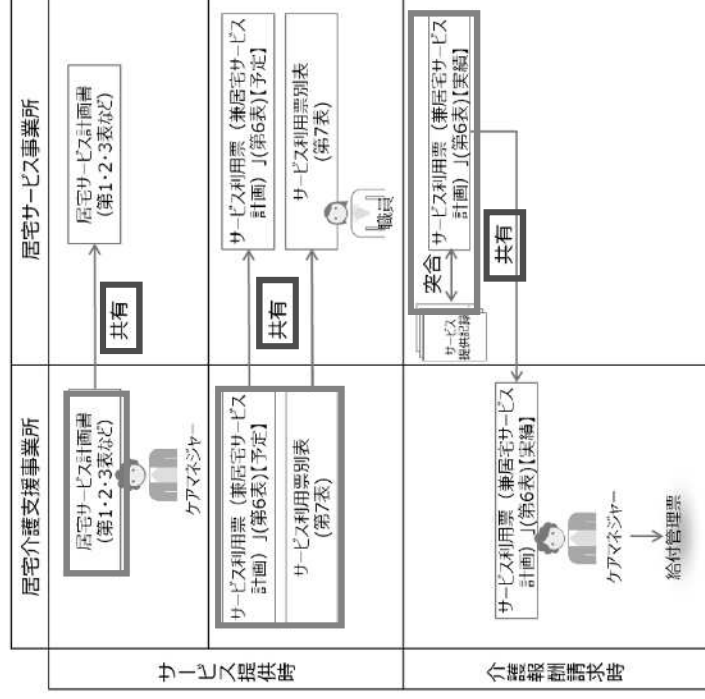 居宅介護支援事業所
居宅サービス事業所
サービス提供時
居宅サービス計画書
(第1・2・3表など)
ケアマネジャー
共有
居宅サービス計画書
(第1・2・3表など)
サービス利用票（兼居宅サービス
計画）」(第6表)【予定】
サービス利用票別表
(第7表)
共有
サービス利用票（兼居宅サービス
計画）」(第6表)【予定】
サービス利用票別表
(第7表)
職員
介護報酬請求時
サービス利用票（兼居宅サービス
計画）」(第6表)【実績】
ケアマネジャー
給付管理票
サービス
提供記録
突合
サービス利用票（兼居宅サービス
計画）」(第6表)【実績】
共有